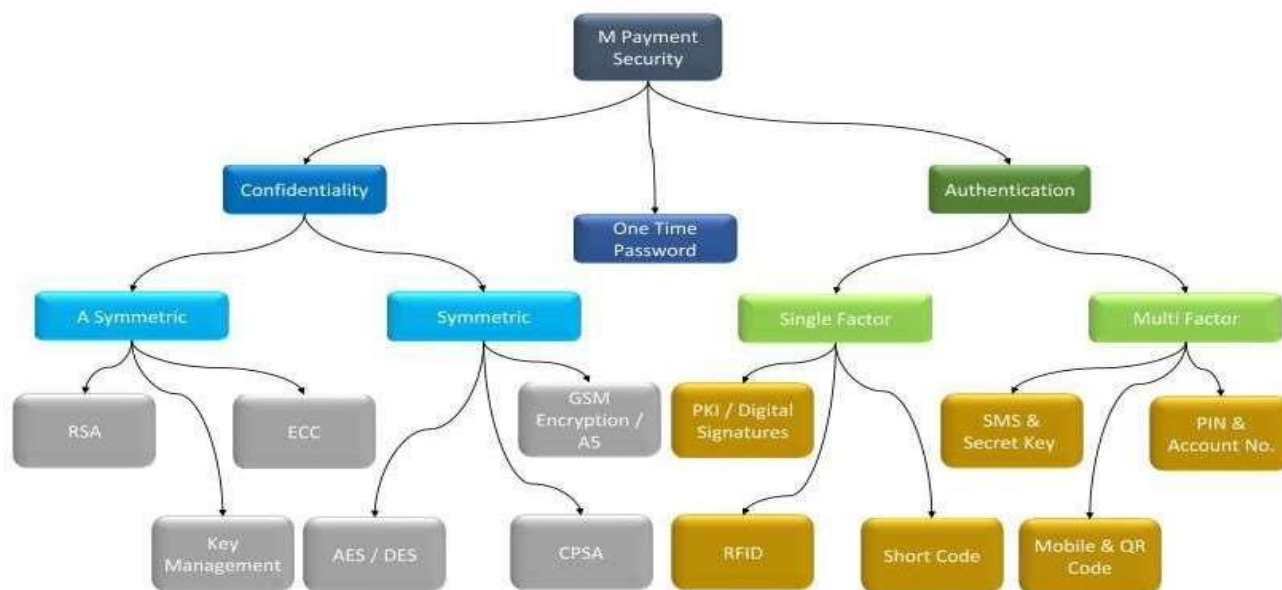 M Payment
Security
Confidentiality
Authentication
One Time
Password
A Symmetric
Symmetric
Single Factor
Multi Factor
RSA
ECC
GSM
Encryption /
A5
PKI / Digital
Signatures
SMS &
Secret Key
PIN &
Account No.
Key
Management
AES / DES
CPSA
RFID
Short Code
Mobile & QR
Code